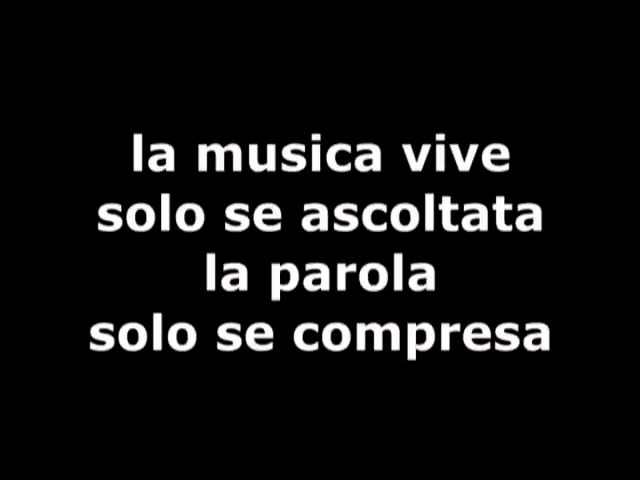 la musica vive
solo se ascoltata
la parola
solo se compresa